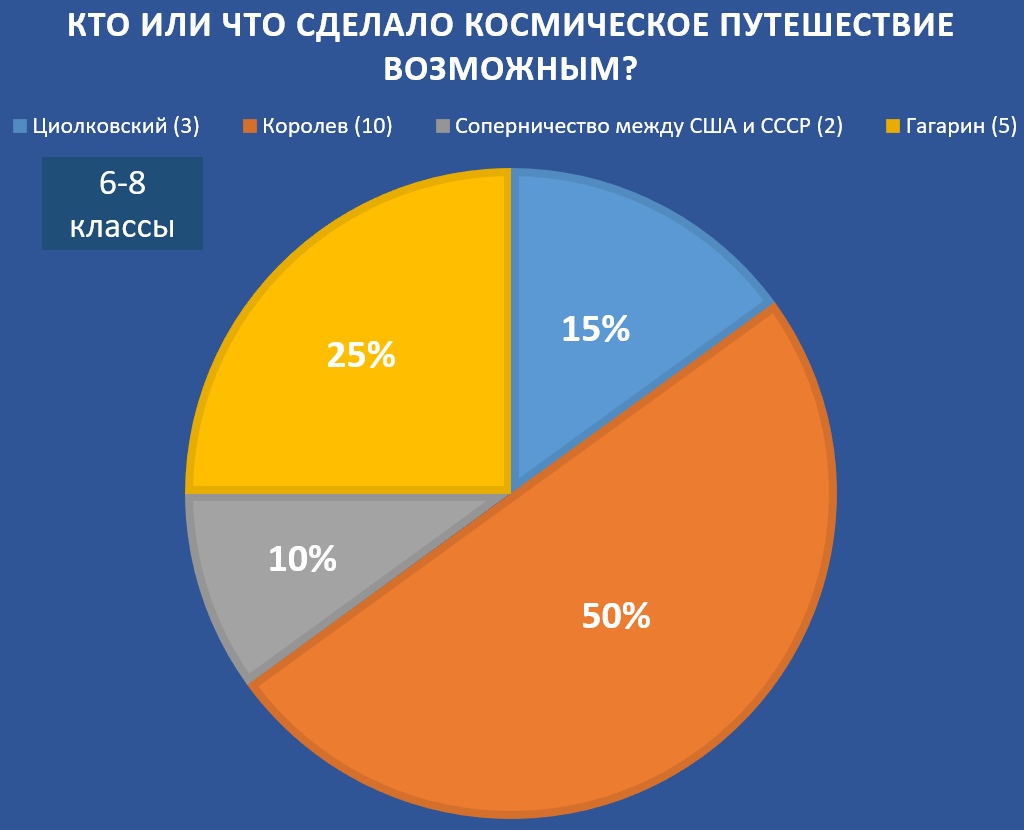 КТО ИЛИ ЧТО СДЕЛАЛО КОСМИЧЕСКОЕ ПУТЕШЕСТВИЕ
ВОЗМОЖНЫМ?
Циолковский (3) Королев (10) Соперничество между США и СССР (2) Гагарин (5)
6-8
классы
15%
25%
10%
50%